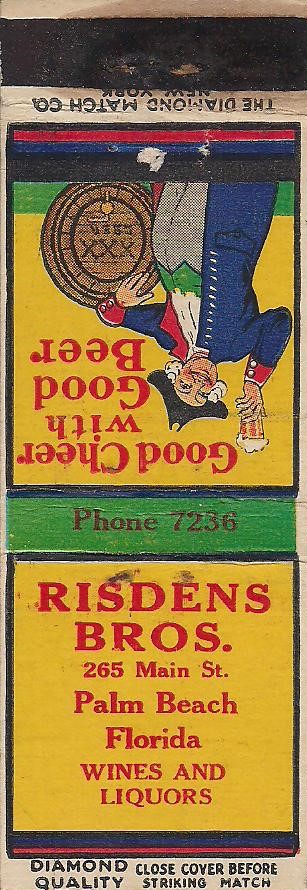 THE DIAMOND MATCH CO.
NEW YORK
XXX
BEER
Good Cheer
with
Good
Beer
Phone 7236
RISDENS
BROS.
265 Main St.
Palm Beach
Florida
WINES AND
LIQUORS
DIAMOND QUALITY
CLOSE COVER BEFORE STRIKING MATCH